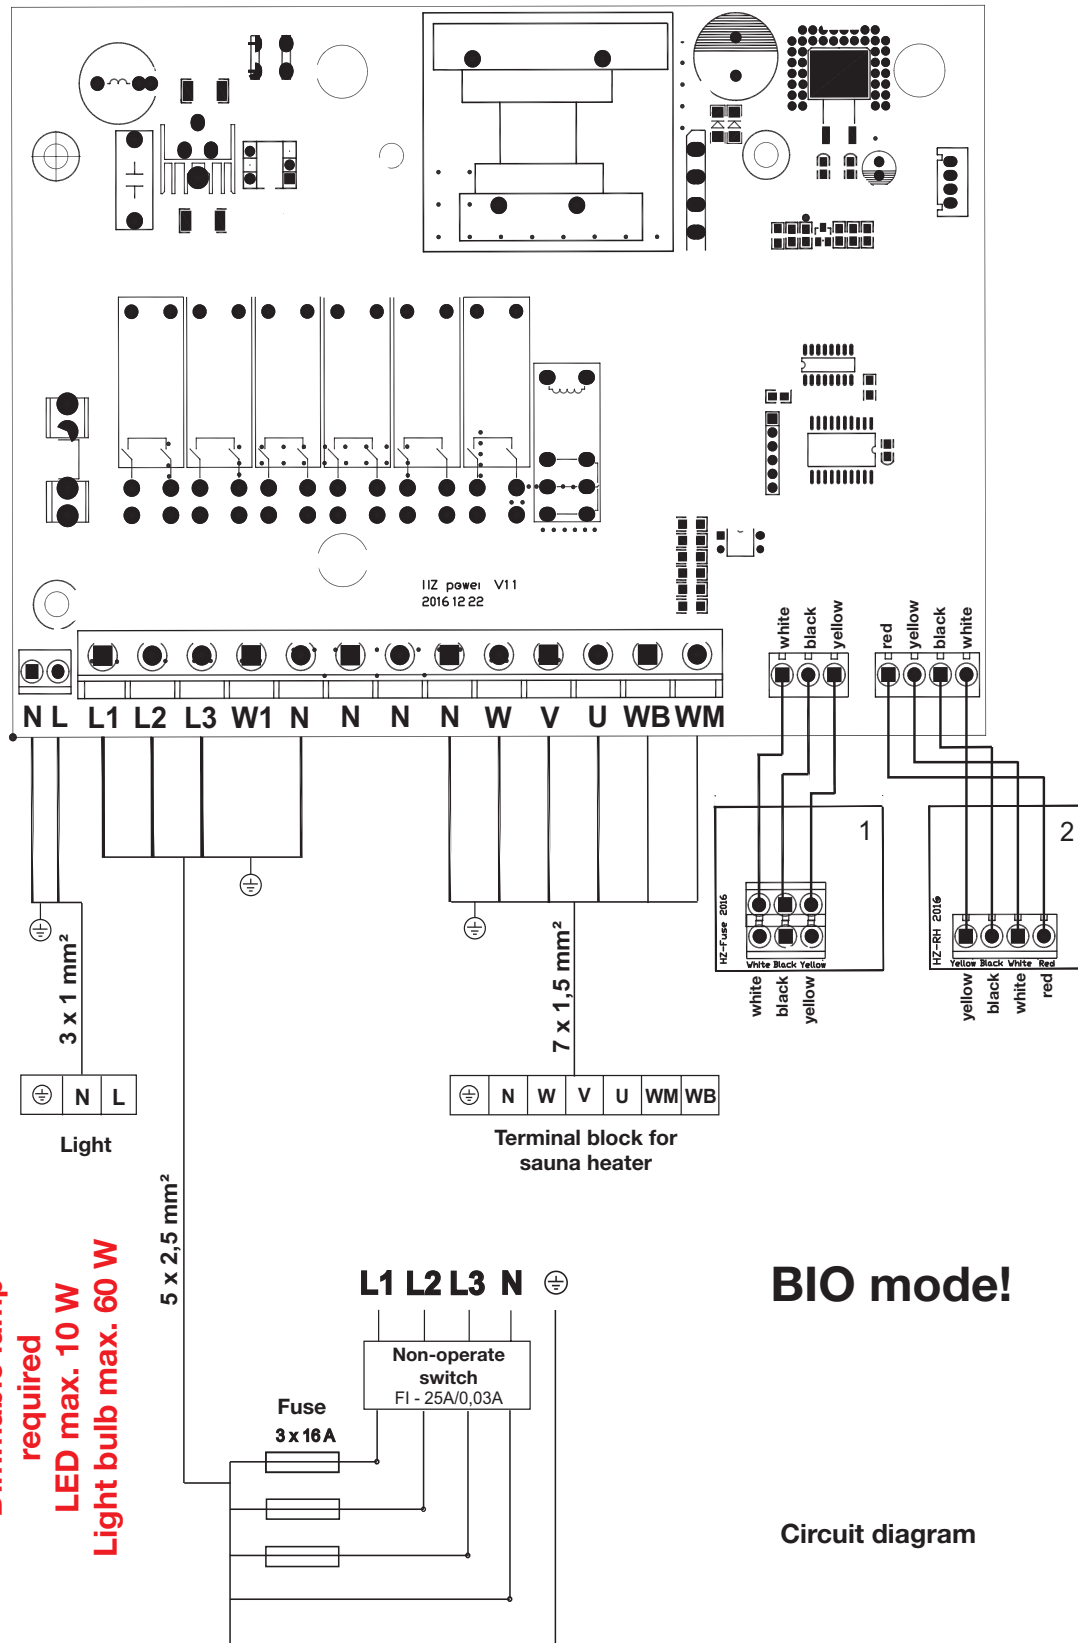 HZ power V1.1
2016 12 22
white
black
yellow
red
yellow
black
white
N L L1 L2 L3 W1 N N N N W V U WB WM
1
2
HZ-Fuse 2016
White Black Yellow
white
black
yellow
HZ-RH 2016
Yellow Black White Red
yellow
black
white
red
3 x 1 mm²
7 x 1,5 mm²
N L
Light
N W V U WM WB
Terminal block for
sauna heater
5 x 2,5 mm²
required
LED max. 10 W
Light bulb max. 60 W
L1 L2 L3 N
Non-operate
switch
FI - 25A/0,03A
Fuse
3 x 16 A
BIO mode!
Circuit diagram